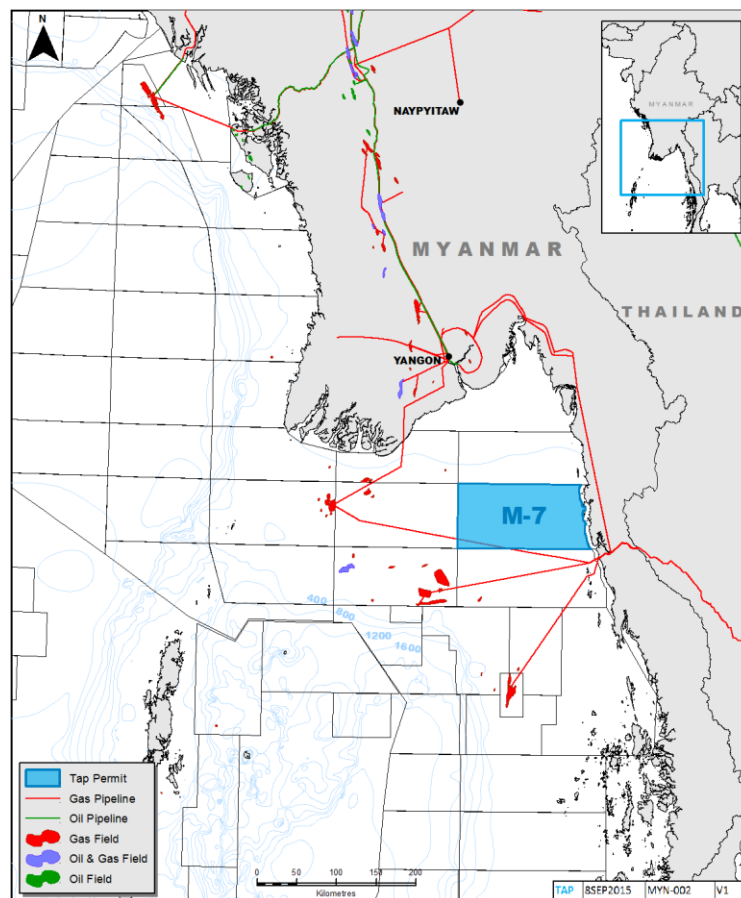 N
MYANMAR
NAYPYITAW
MYANMAR
THAILAND
YANGON
M-7
400
800
1200
1600
Tap Permit
Gas Pipeline
Oil Pipeline
Gas Field
Oil & Gas Field
Oil Field
0 50 100 150 200
Kilometres
TAP 8SEP2015 MYN-002 V1